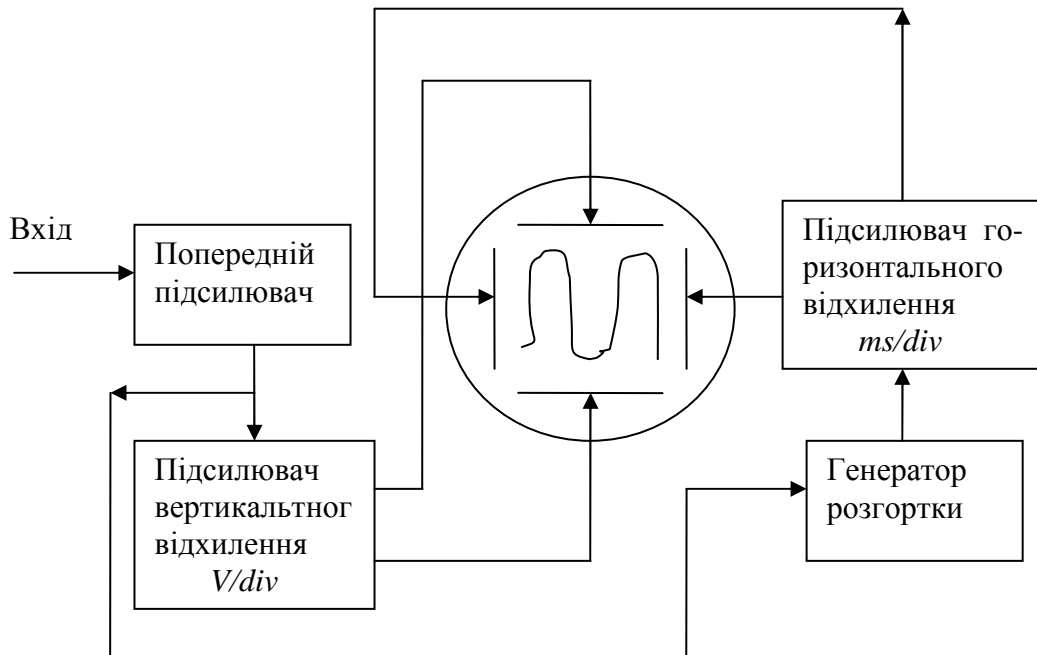 Вхід
Попередній
підсилювач
Підсилювач
вертикальтног
відхилення
V/div
Підсилювач го-
ризонтального
відхилення
ms/div
Генератор
розгортки